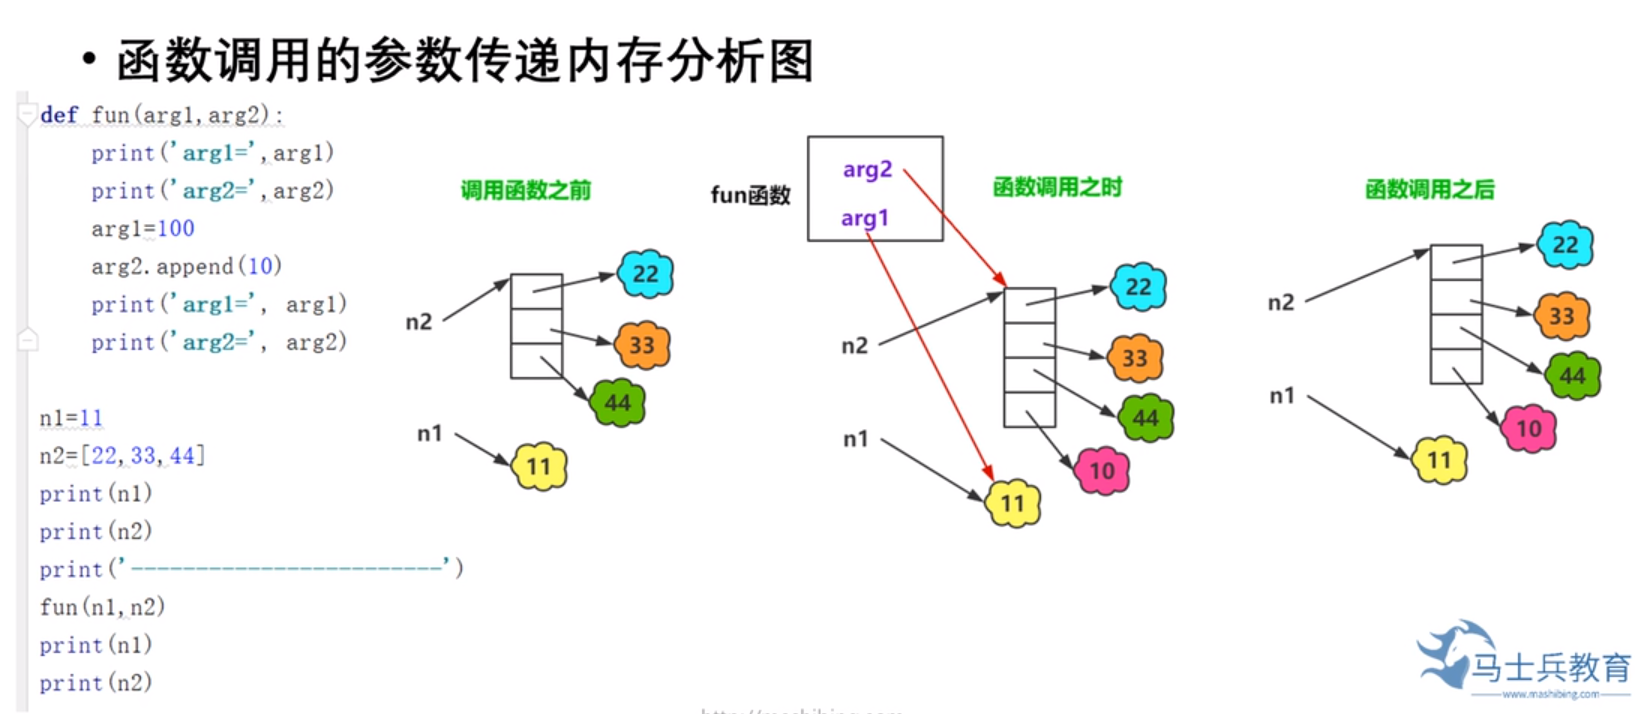 • 函数调用的参数传递内存分析图
def fun(arg1,arg2):
print('arg1=',arg1)
print('arg2=',arg2)
arg1=100
arg2.append(10)
print('arg1=', arg1)
print('arg2=', arg2)
n1=11
n2=[22,33,44]
print(n1)
print(n2)
print('------------------------')
fun(n1,n2)
print(n1)
print(n2)
调用函数之前
n2
22
33
44
n1
11
fun函数
arg2
arg1
函数调用之时
n2
22
33
44
10
n1
11
函数调用之后
n2
22
33
44
10
n1
11
马士兵教育
www.mashibing.com